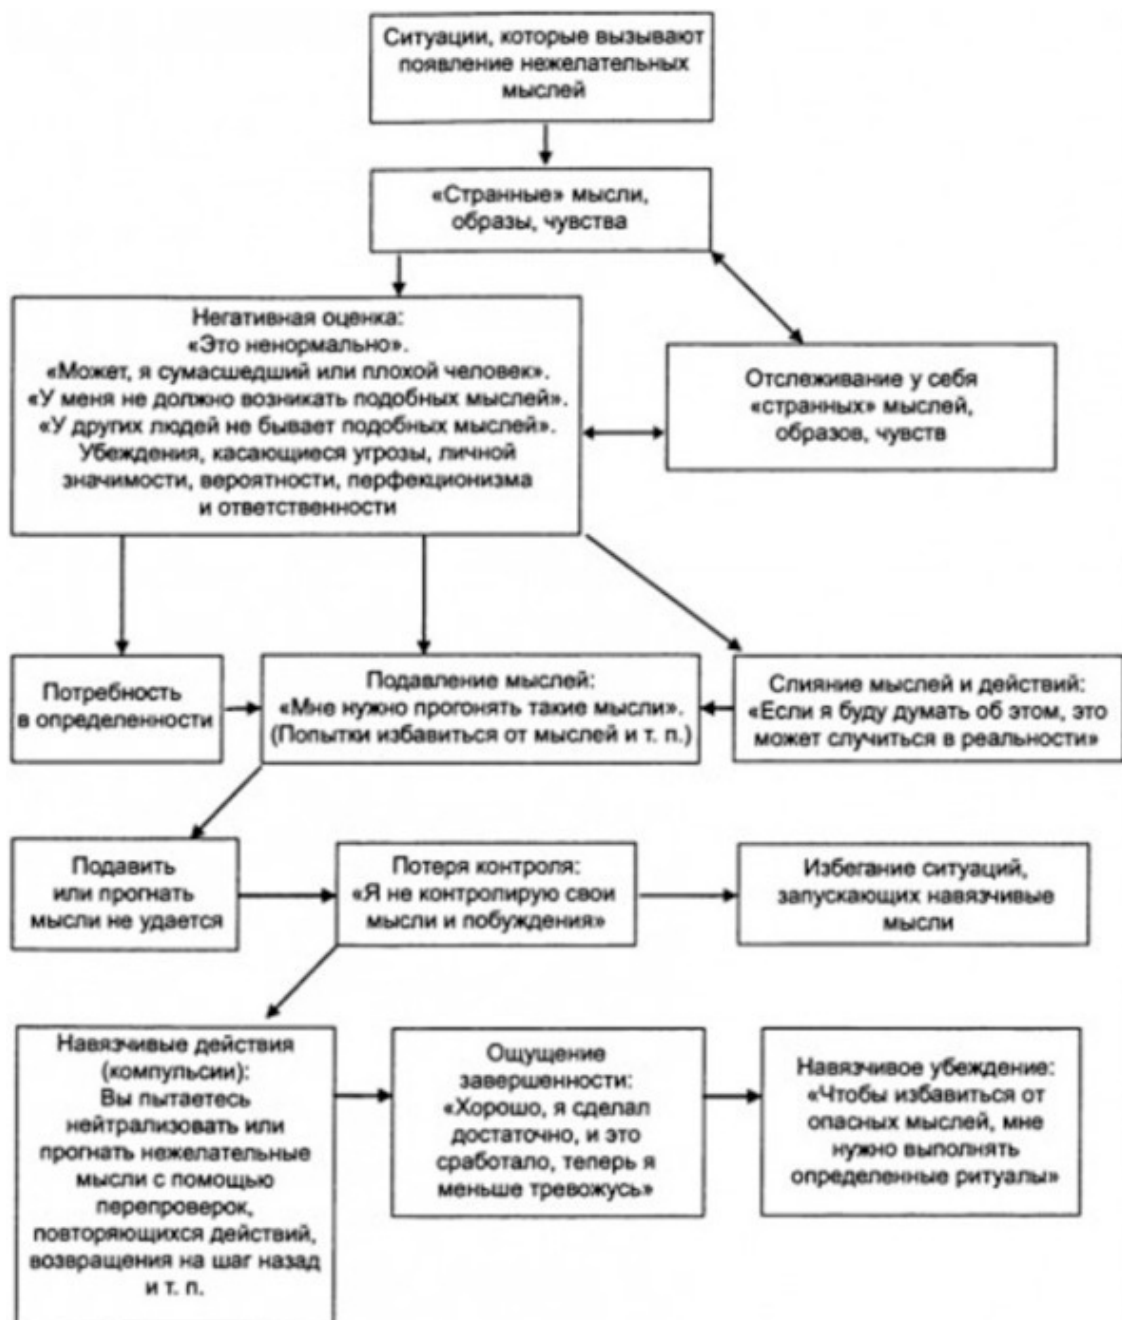 Ситуации, которые вызывают
появление нежелательных
мыслей
«Странные» мысли,
образы, чувства
Негативная оценка:
«Это ненормально».
«Может, я сумасшедший или плохой человек».
«У меня не должно возникать подобных мыслей».
«У других людей не бывает подобных мыслей».
Убеждения, касающиеся угрозы, личной
значимости, вероятности, перфекционизма
и ответственности
Отслеживание у себя
«странных» мыслей,
образов, чувств
Потребность
в определенности
Подавление мыслей:
«Мне нужно прогонять такие мысли».
(Попытки избавиться от мыслей и т. п.)
Слияние мыслей и действий:
«Если я буду думать об этом, это
может случиться в реальности»
Подавить
или прогнать
мысли не удается
Потеря контроля:
«Я не контролирую свои
мысли и побуждения»
Избегание ситуаций,
запускающих навязчивые
мысли
Навязчивые действия
(компульсии):
Вы пытаетесь
нейтрализовать или
прогнать нежелательные
мысли с помощью
перепроверок,
повторяющихся действий,
возвращения на шаг назад
и т. п.
Ощущение
завершенности:
«Хорошо, я сделал
достаточно, и это
сработало, теперь я
меньше тревожусь»
Навязчивое убеждение:
«Чтобы избавиться от
опасных мыслей, мне
нужно выполнять
определенные ритуалы»